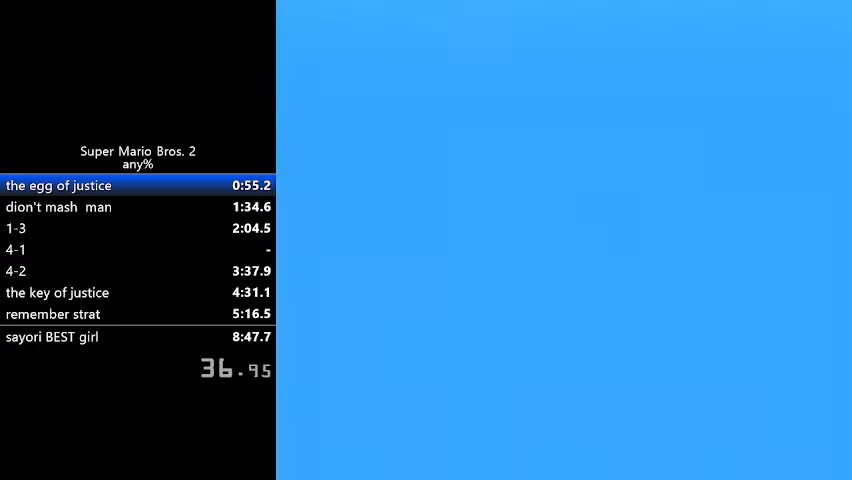 Super Mario Bros. 2
any%
the egg of justice 0:55.2
dion't mash man 1:34.6
1-3 2:04.5
4-1 -
4-2 3:37.9
the key of justice 4:31.1
remember strat 5:16.5
sayori BEST girl 8:47.7
36.95